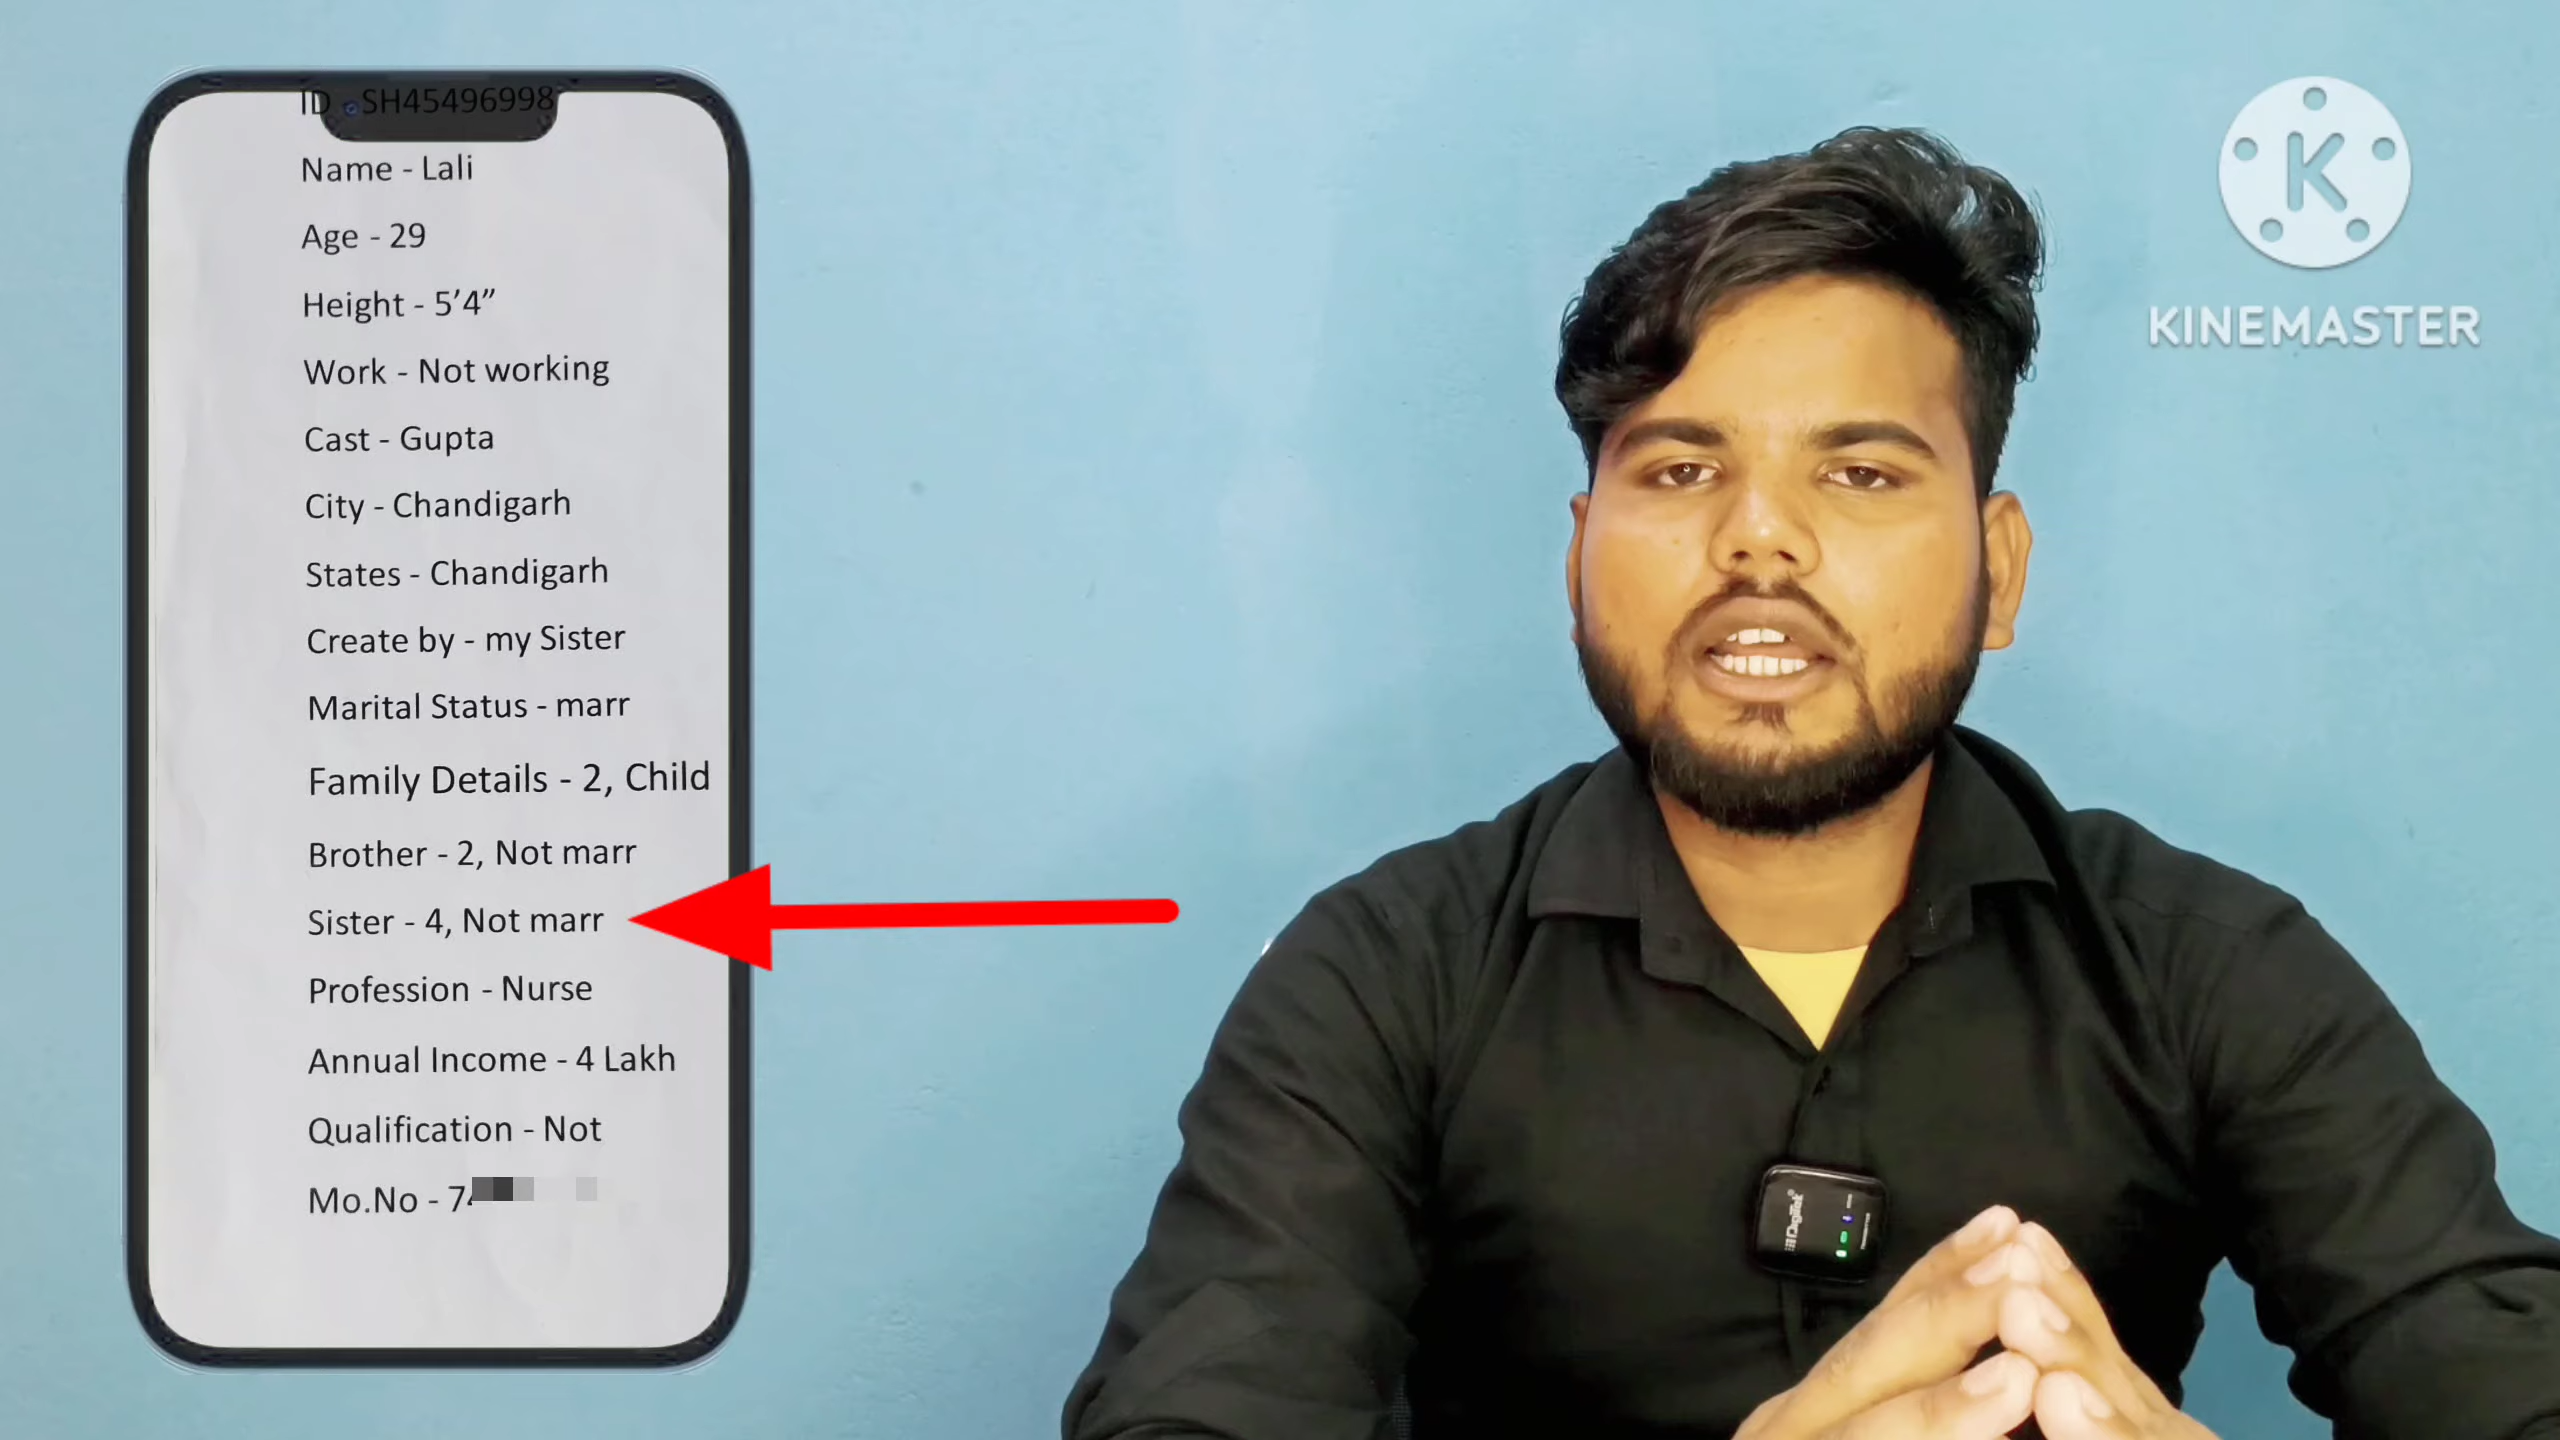 ID - SH45496998
Name - Lali
Age - 29
Height - 5’4”
Work - Not working
Cast - Gupta
City - Chandigarh
States - Chandigarh
Create by - my Sister
Marital Status - marr
Family Details - 2, Child
Brother - 2, Not marr
Sister - 4, Not marr
Profession - Nurse
Annual Income - 4 Lakh
Qualification - Not
Mo.No - 74
K
KINEMASTER
DigiTek